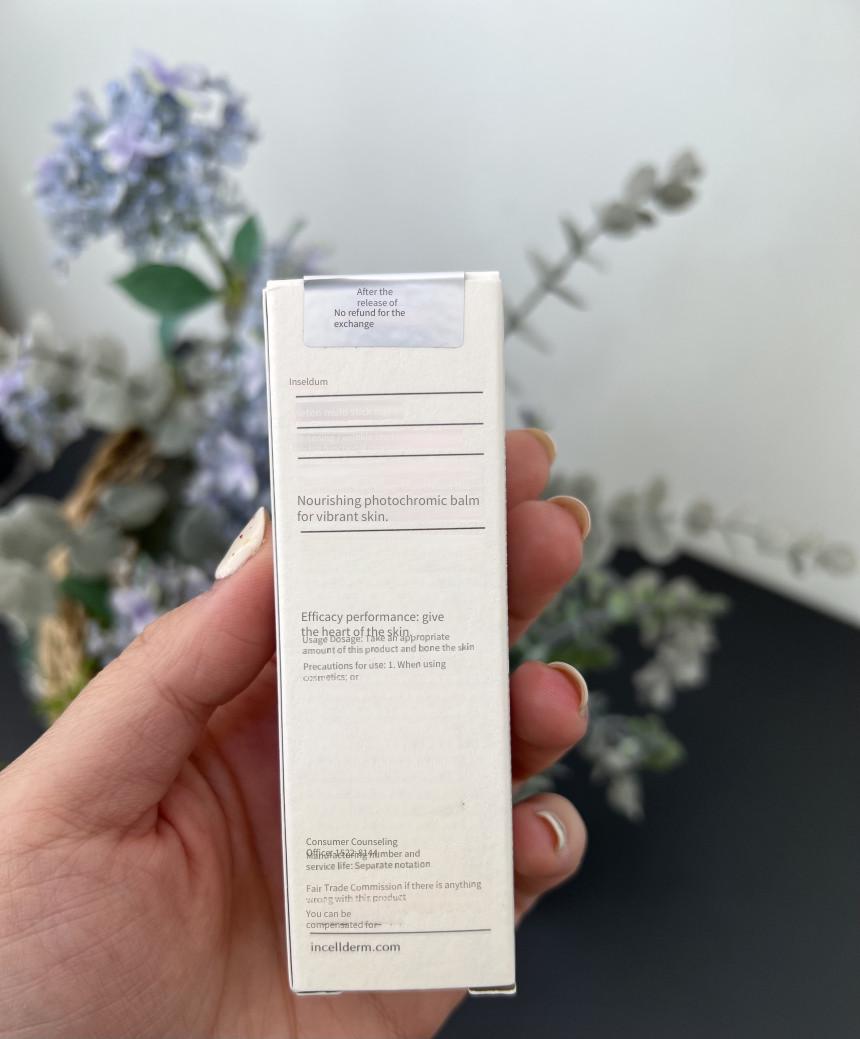 After the
release of
No refund for the
exchange
Inseldum
Nourishing photochromic balm
for vibrant skin.
Efficacy performance: give
the heart of the skin
Usage Dosage: Take an appropriate
amount of this product and bone the skin
Precautions for use: 1. When using
cosmetics; or
Consumer Counseling
Officer 1522-8144
Manufacturing number and
service life: Separate notation
Fair Trade Commission if there is anything
wrong with this product
You can be
compensated for
incellderm.com